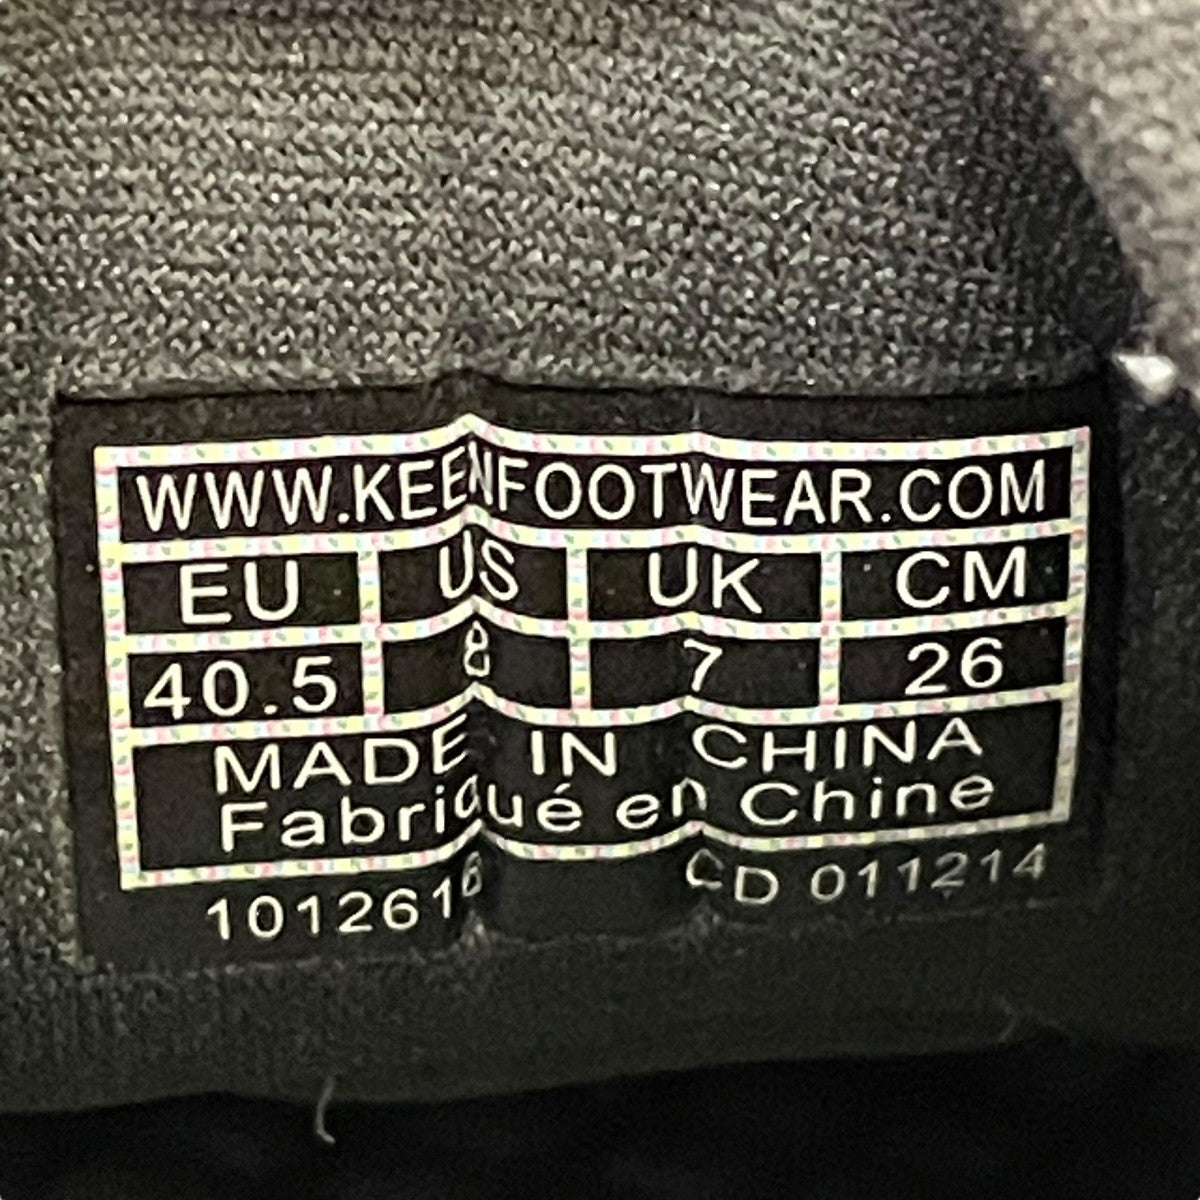 WWW.KEENFOOTWEAR.COM
EU US UK CM
40.5 8 7 26
MADE IN CHINA
Fabriqué en Chine
1012616 CD 011214